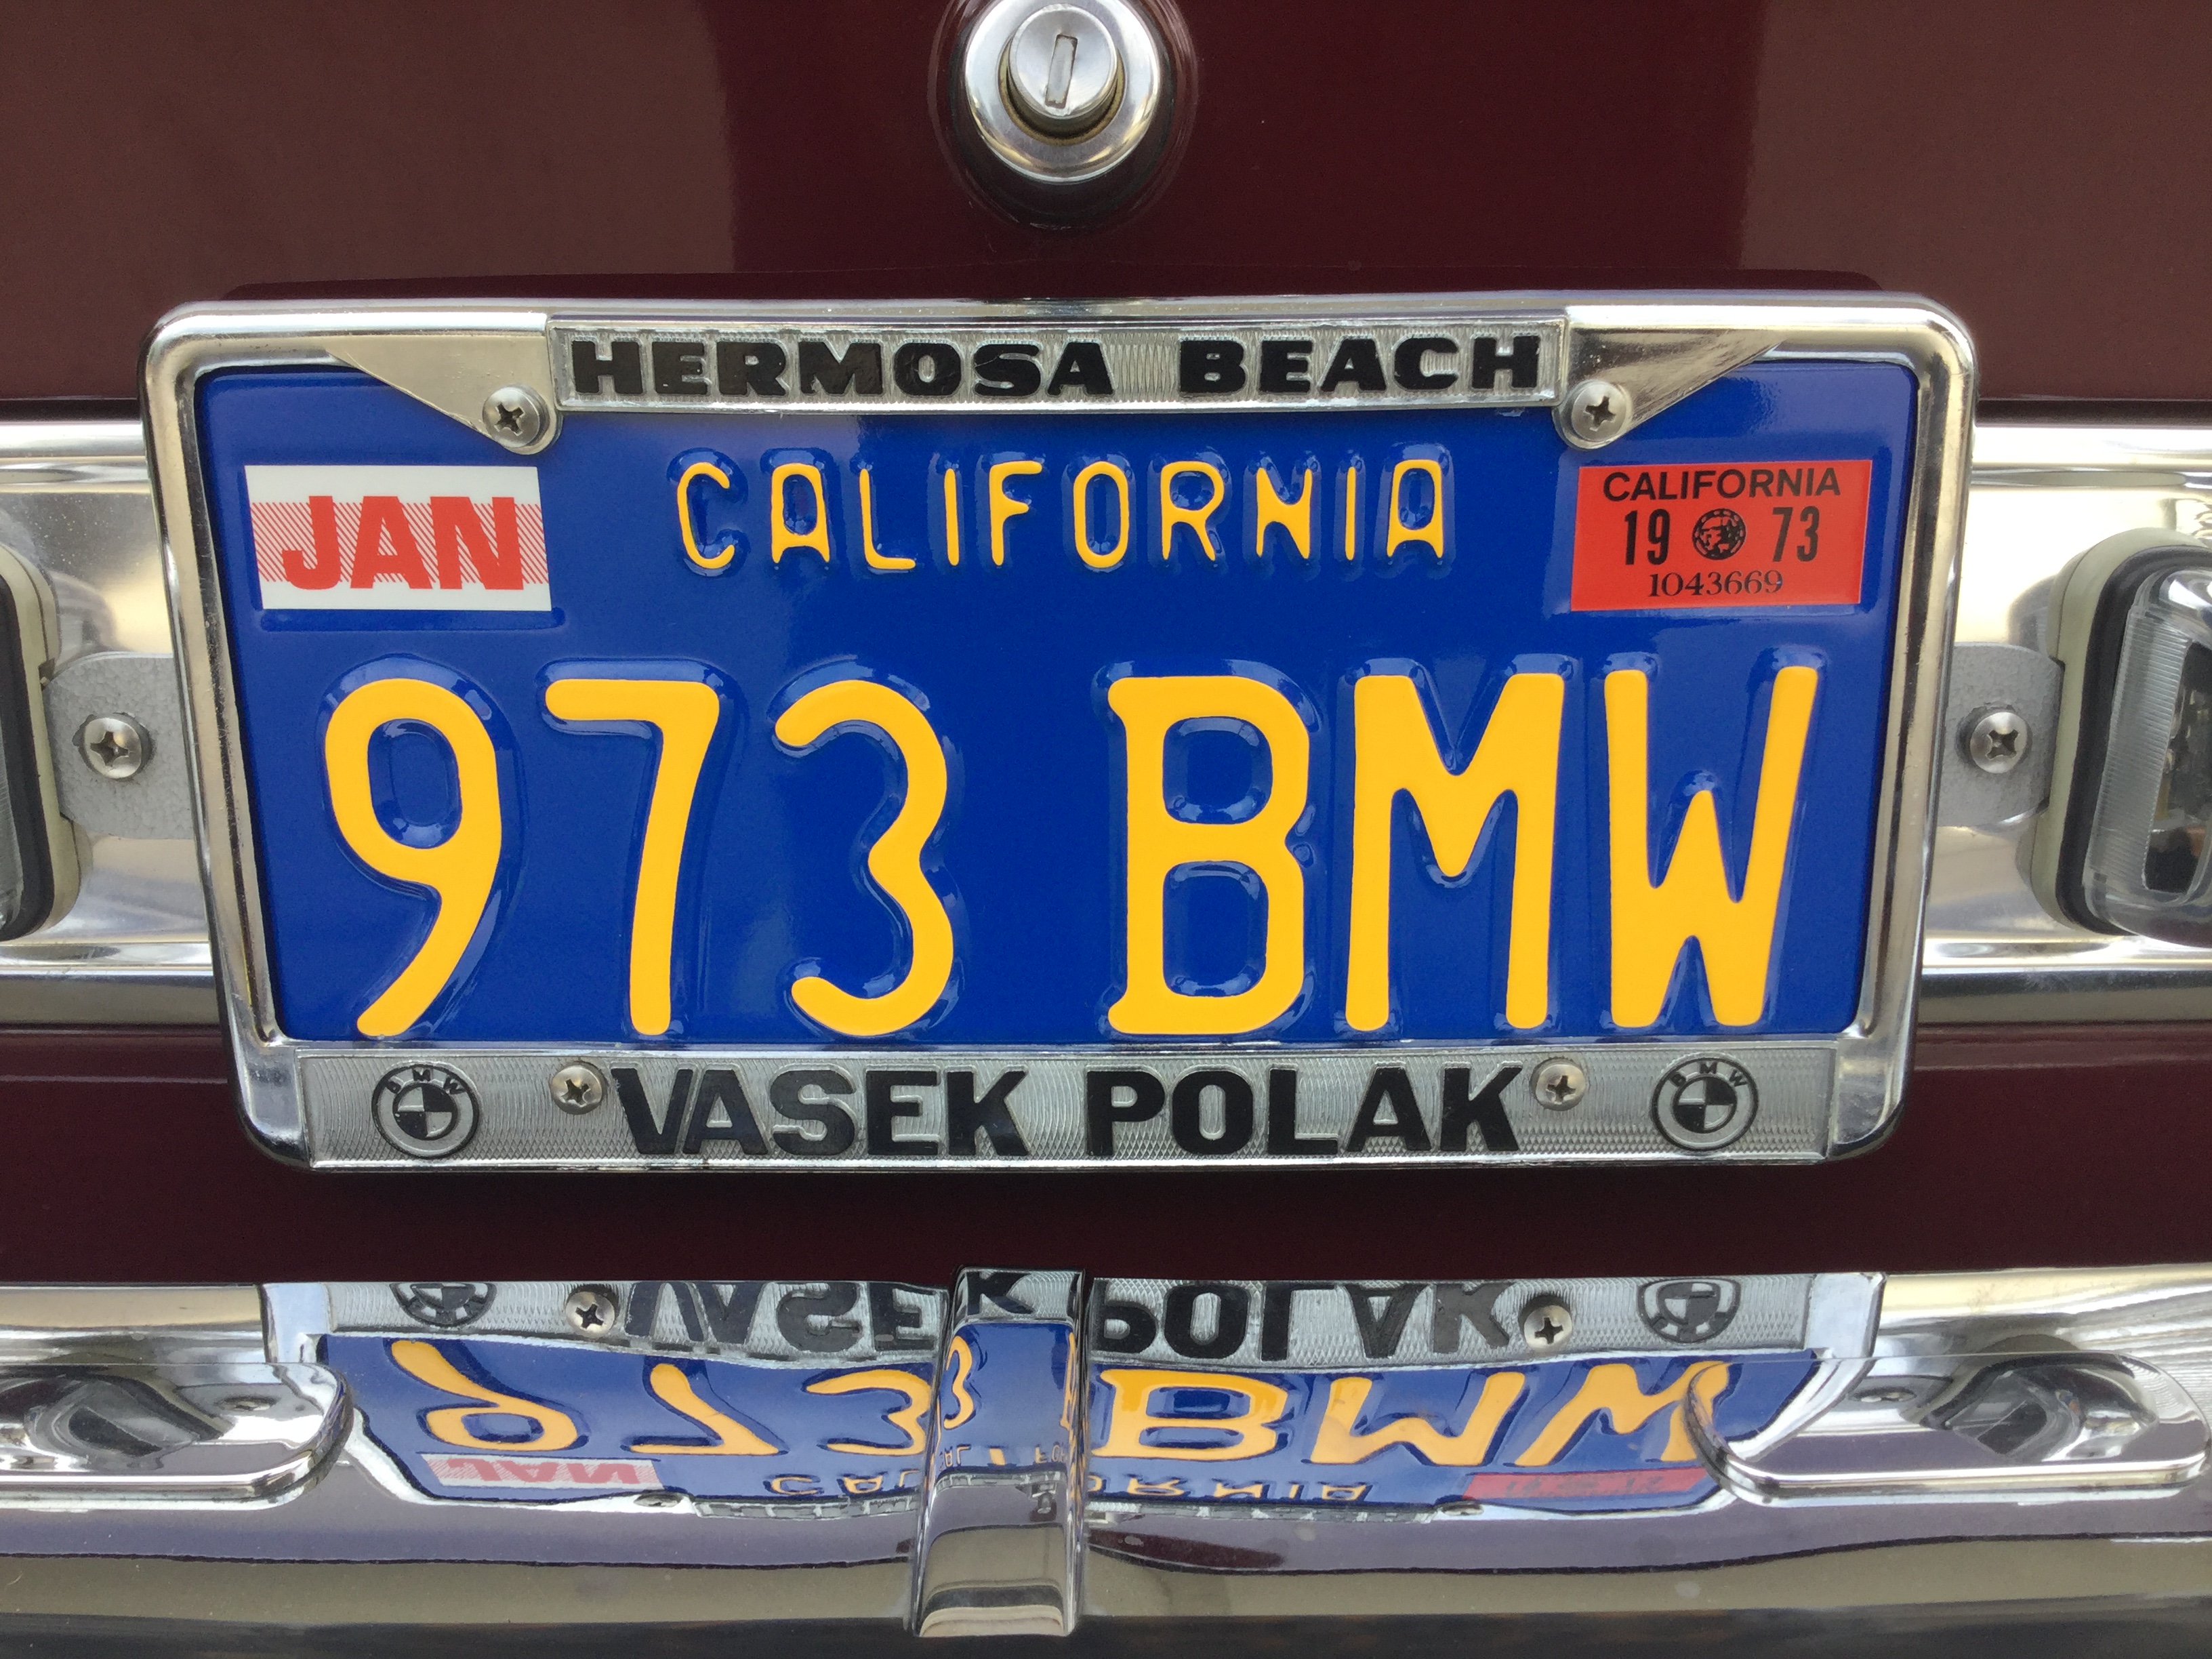 HERMOSA BEACH
JAN
CALIFORNIA
CALIFORNIA
19 73
1043669
973 BMW
BMW
VASEK POLAK
BMW